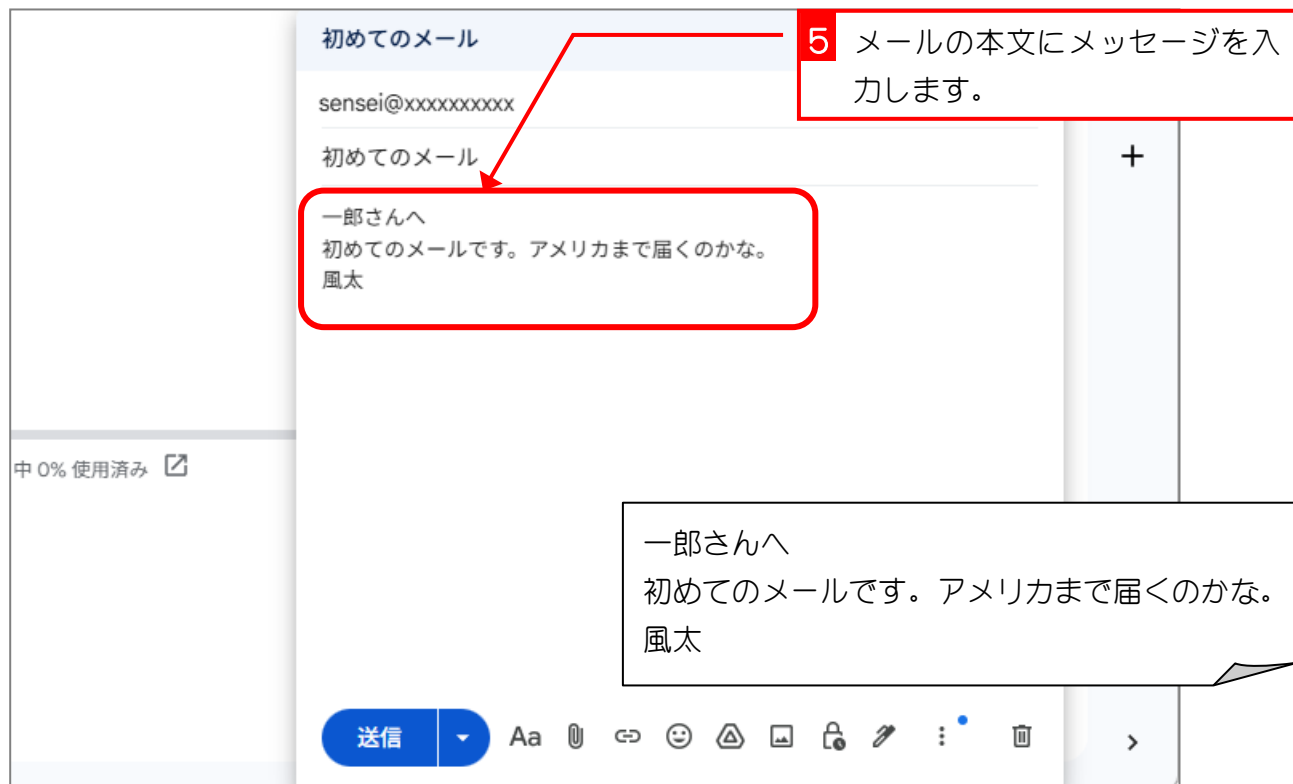 初めてのメール
5 メールの本文にメッセージを入
力します。
sensei@xxxxxxxxxx
初めてのメール
一郎さんへ
初めてのメールです。アメリカまで届くのかな。
風太
中 0% 使用済み
一郎さんへ
初めてのメールです。アメリカまで届くのかな。
風太
送信 Aa